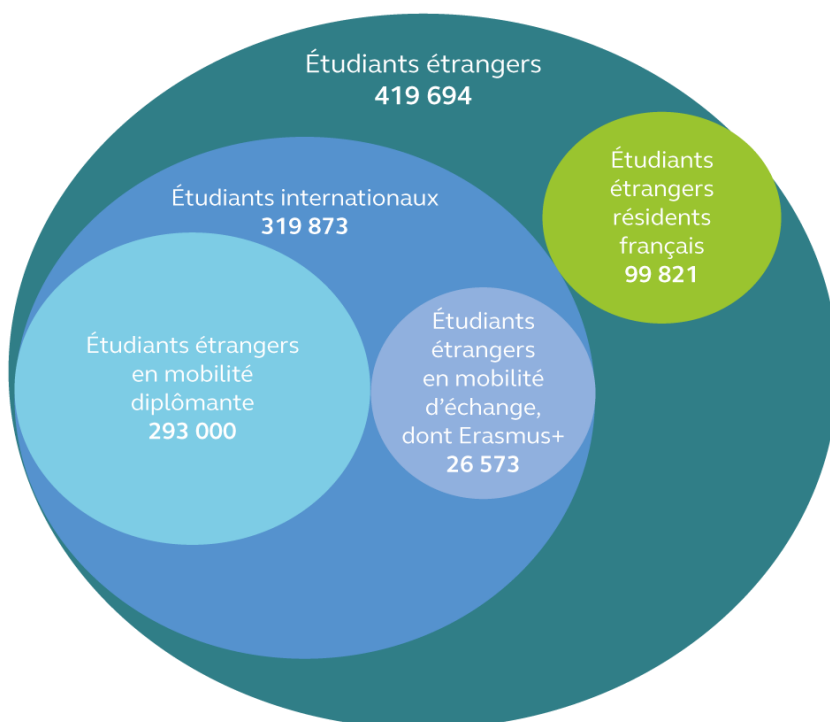 Étudiants étrangers
419 694
Étudiants internationaux
319 873
Étudiants étrangers
en mobilité
diplômante
293 000
Étudiants
étrangers
en mobilité
d'échange,
dont Erasmus+
26 573
Étudiants
étrangers
résidents
français
99 821